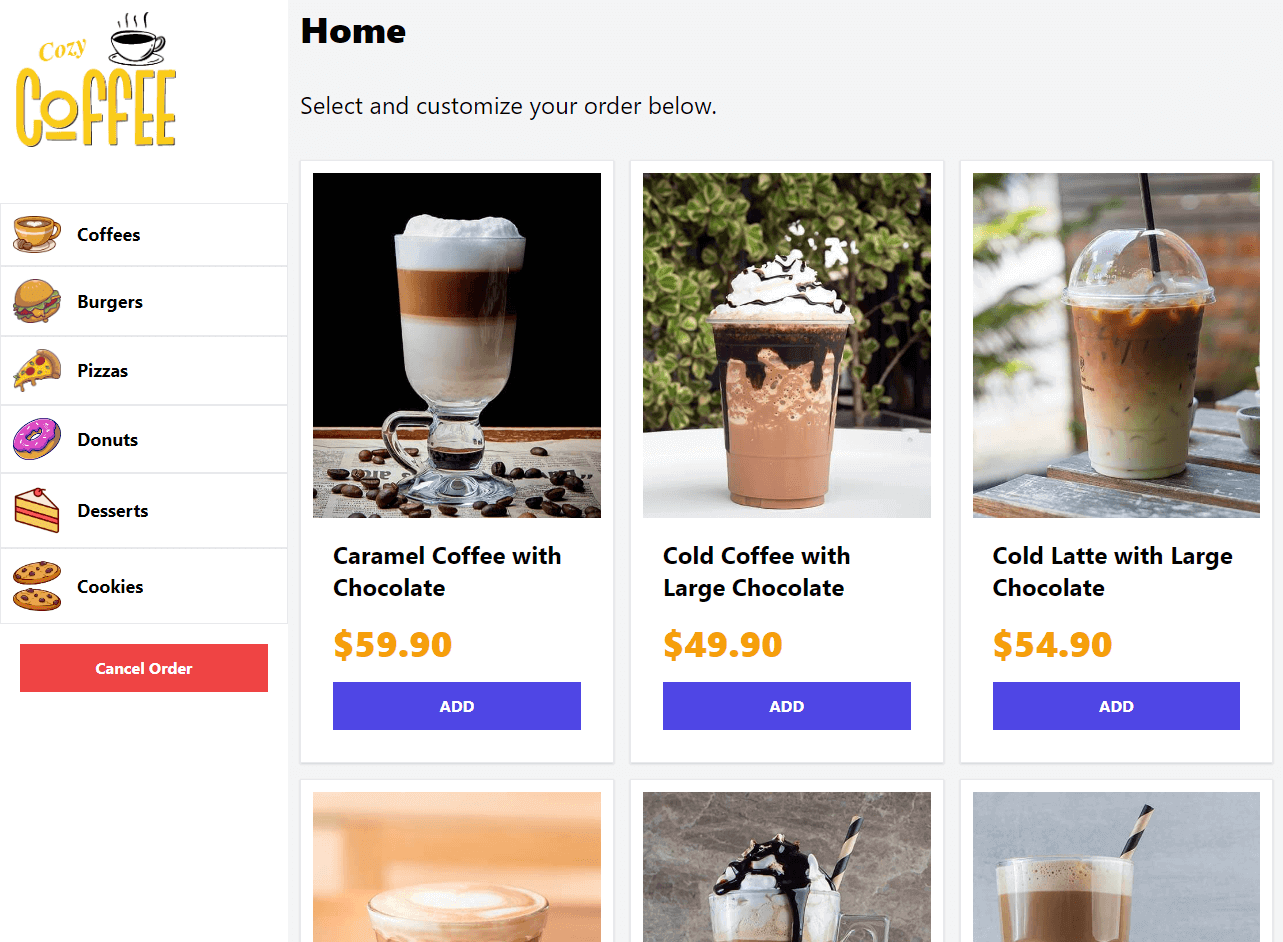 Cozy
COFFEE
Coffees
Burgers
Pizzas
Donuts
Desserts
Cookies
Cancel Order
Home
Select and customize your order below.
Caramel Coffee with
Chocolate
$59.90
ADD
Cold Coffee with
Large Chocolate
$49.90
ADD
Cold Latte with Large
Chocolate
$54.90
ADD